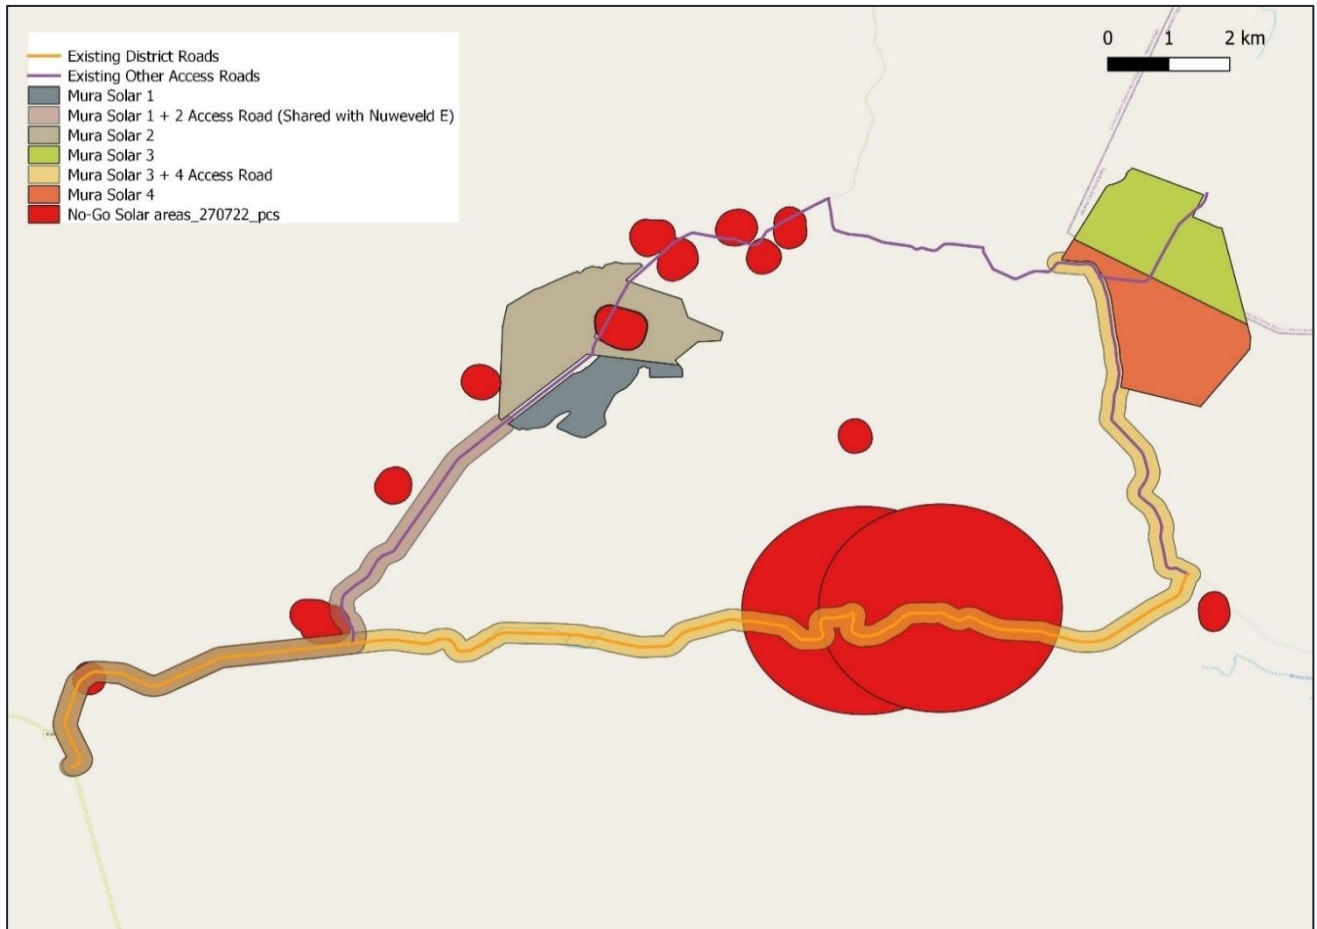 Existing District Roads
Existing Other Access Roads
Mura Solar 1
Mura Solar 1 + 2 Access Road (Shared with Nuweveld E)
Mura Solar 2
Mura Solar 3
Mura Solar 3 + 4 Access Road
Mura Solar 4
No-Go Solar areas_270722_pcs
0 1 2 km